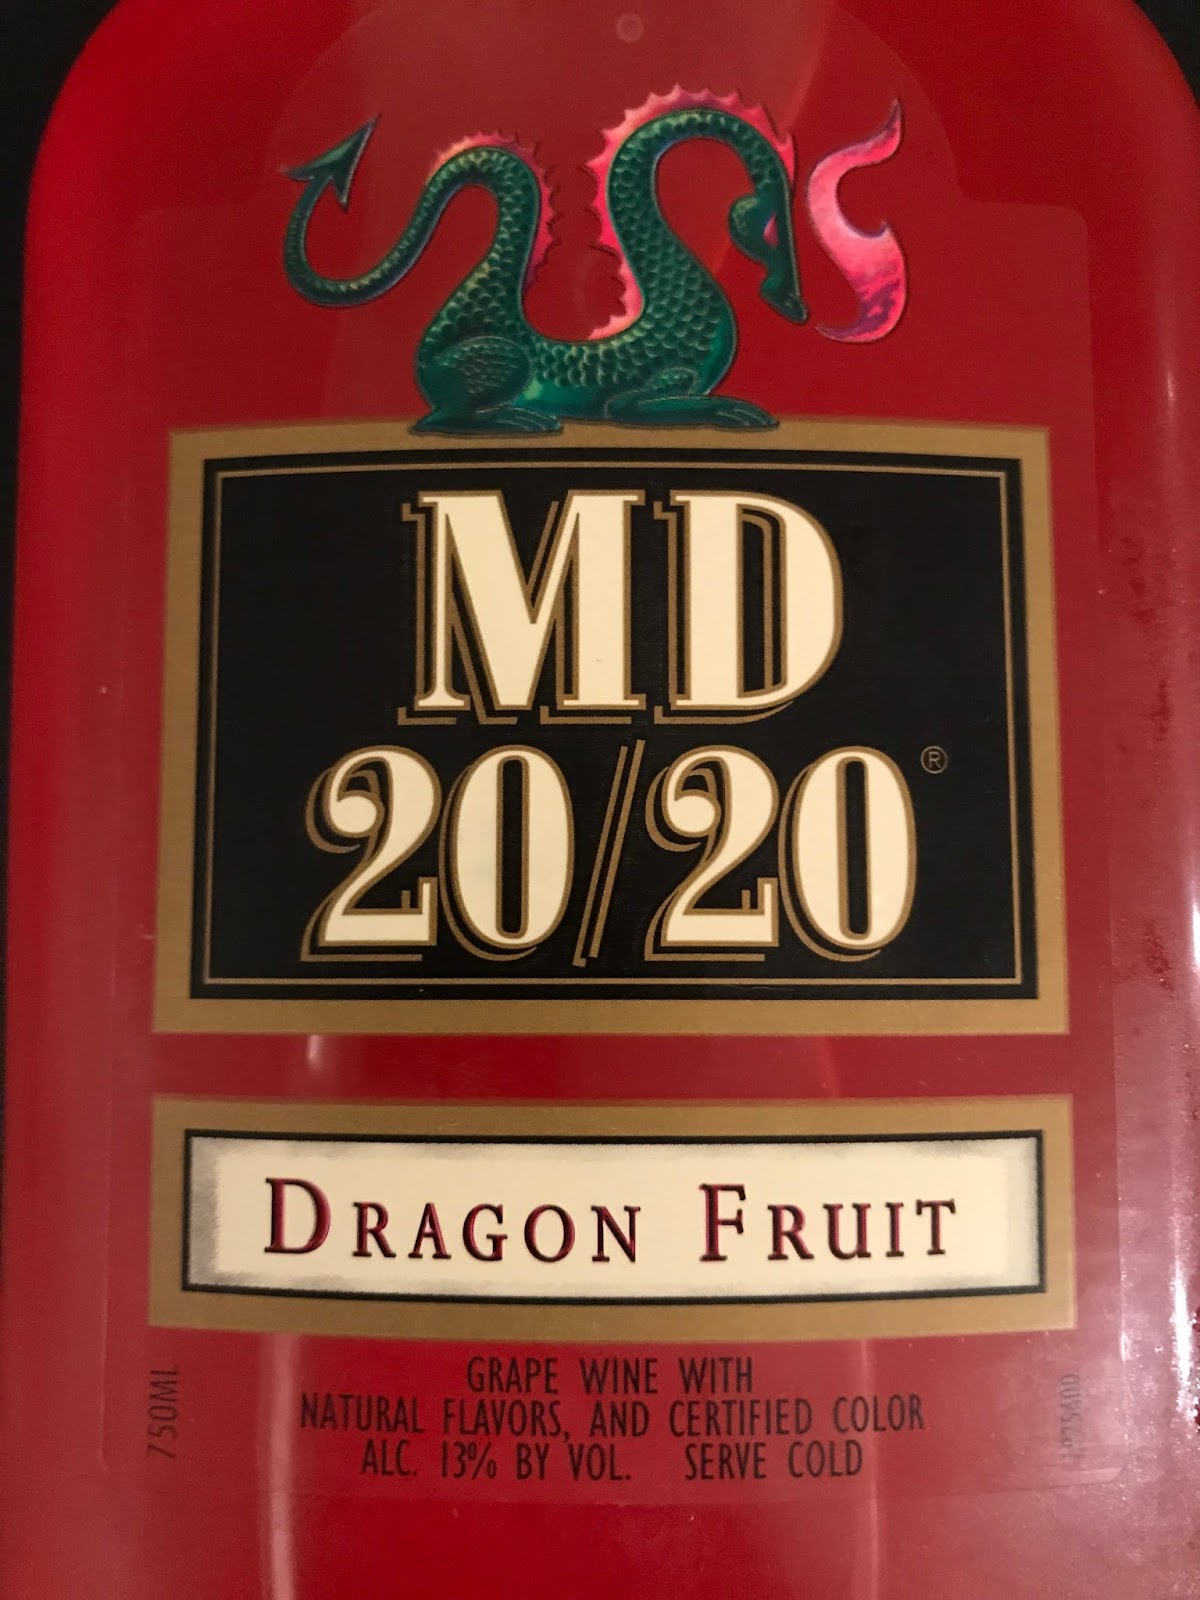 MD
20/20®
DRAGON FRUIT
GRAPE WINE WITH
NATURAL FLAVORS, AND CERTIFIED COLOR
ALC. 13% BY VOL. SERVE COLD
750ML